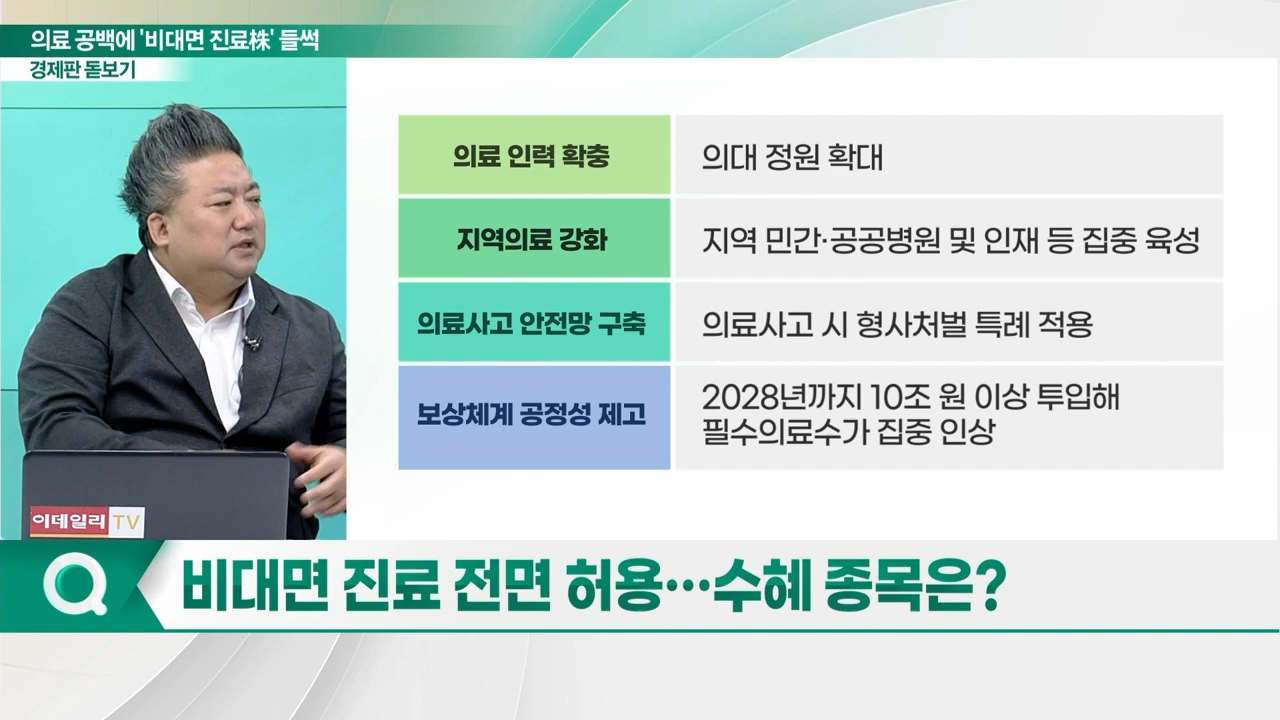 의료 공백에 '비대면 진료株' 들썩
경제판 돋보기
의료 인력 확충
의대 정원 확대
지역의료 강화
지역 민간·공공병원 및 인재 등 집중 육성
의료사고 안전망 구축
의료사고 시 형사처벌 특례 적용
보상체계 공정성 제고
2028년까지 10조 원 이상 투입해
필수의료수가 집중 인상
이데일리 TV
비대면 진료 전면 허용…수혜 종목은?